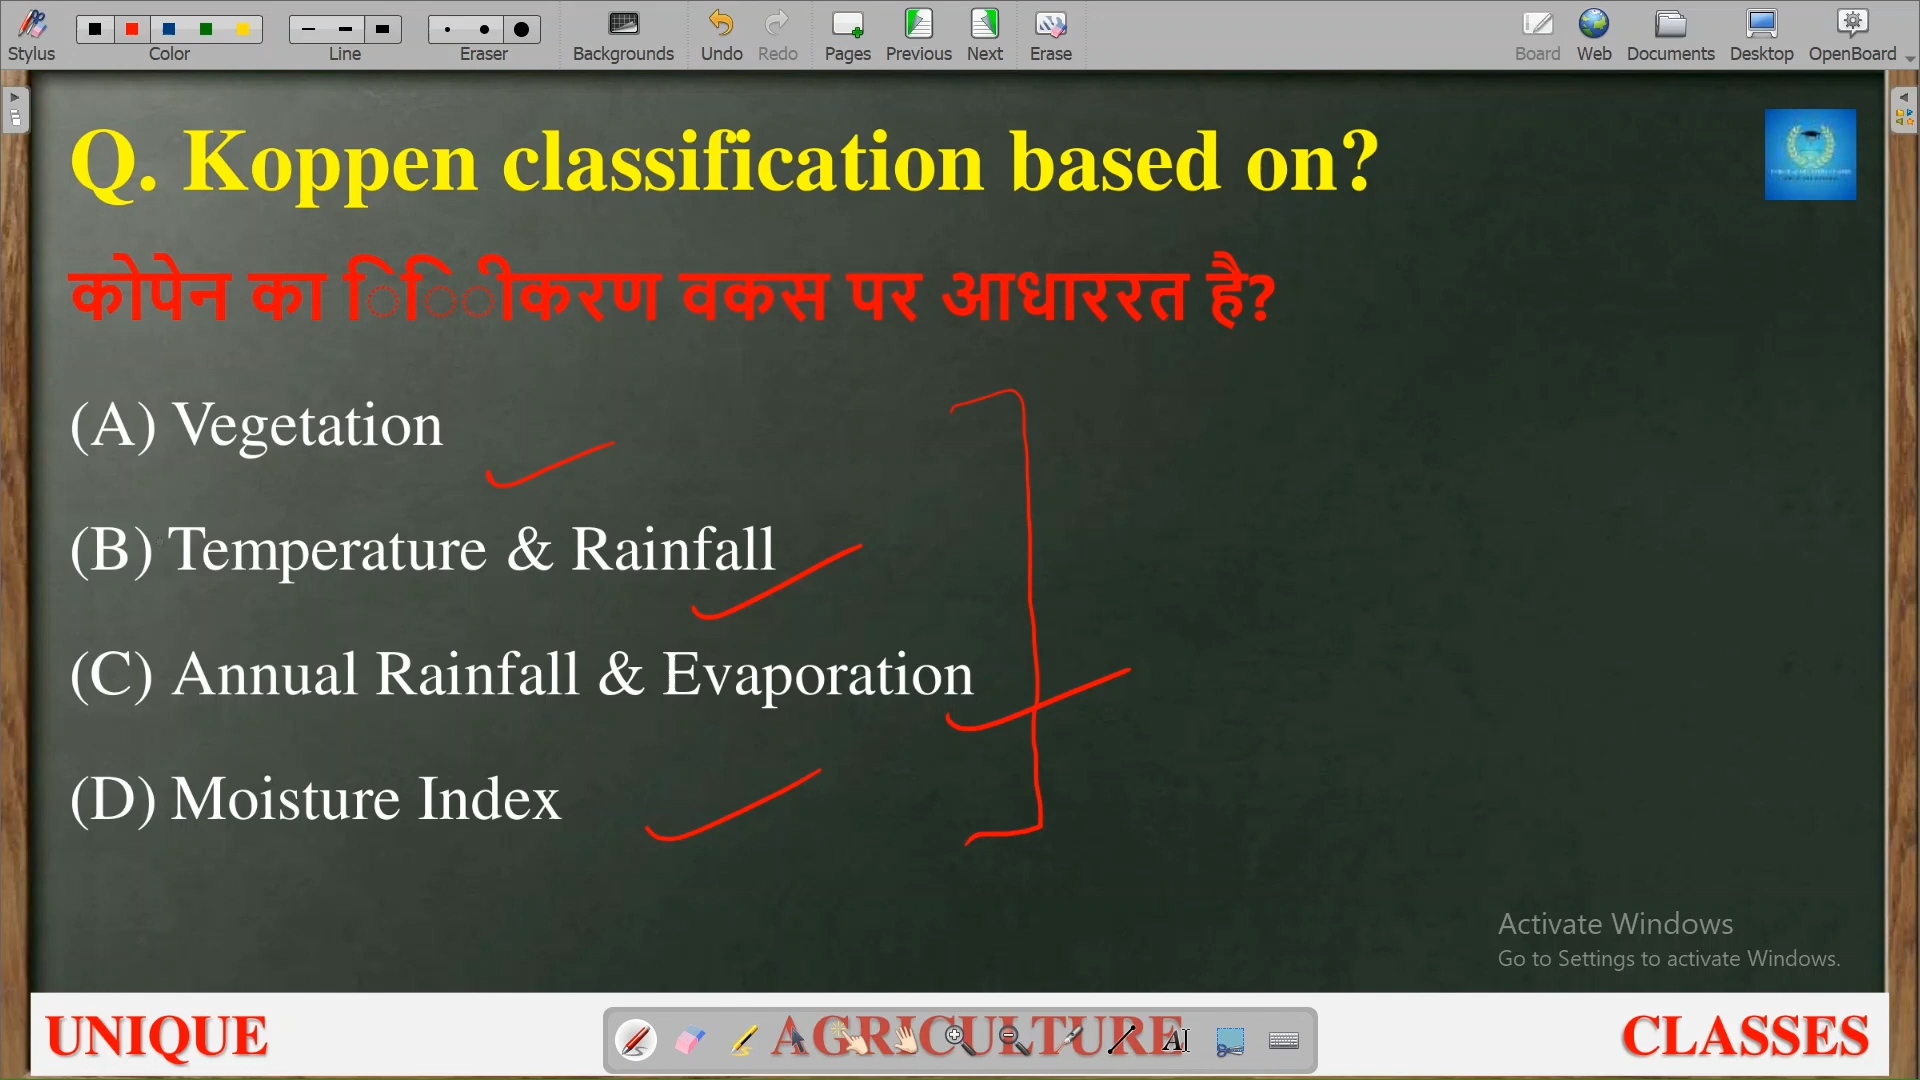 Stylus Color Line Eraser Backgrounds Undo Redo Pages Previous Next Erase Board Web Documents Desktop OpenBoard
Q. Koppen classification based on?
कोपेन का िििीकरण वकस पर आधाररत है?
(A) Vegetation
(B) Temperature & Rainfall
(C) Annual Rainfall & Evaporation
(D) Moisture Index
Activate Windows
Go to Settings to activate Windows.
UNIQUE AGRICULTURE CLASSES